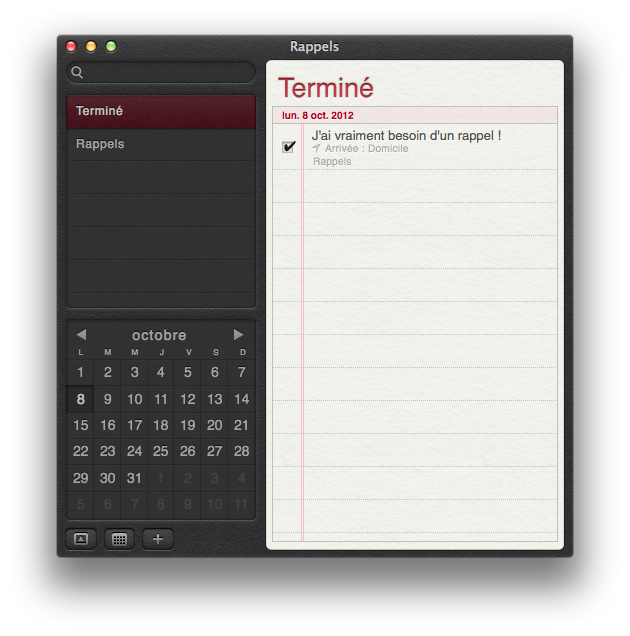 Rappels
Terminé
Rappels
octobre
L M M J V S D
1 2 3 4 5 6 7
8 9 10 11 12 13 14
15 16 17 18 19 20 21
22 23 24 25 26 27 28
29 30 31 1 2 3 4
5 6 7 8 9 10 11
Terminé
lun. 8 oct. 2012
J'ai vraiment besoin d'un rappel !
Arrivée : Domicile
Rappels